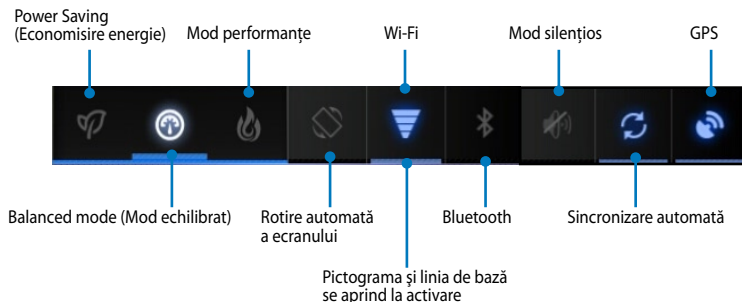 Power Saving
(Economisire energie)
Mod performanțe
Wi-Fi
Mod silențios
GPS
Balanced mode (Mod echilibrat)
Rotire automată
a ecranului
Bluetooth
Sincronizare automată
Pictograma şi linia de bază
se aprind la activare